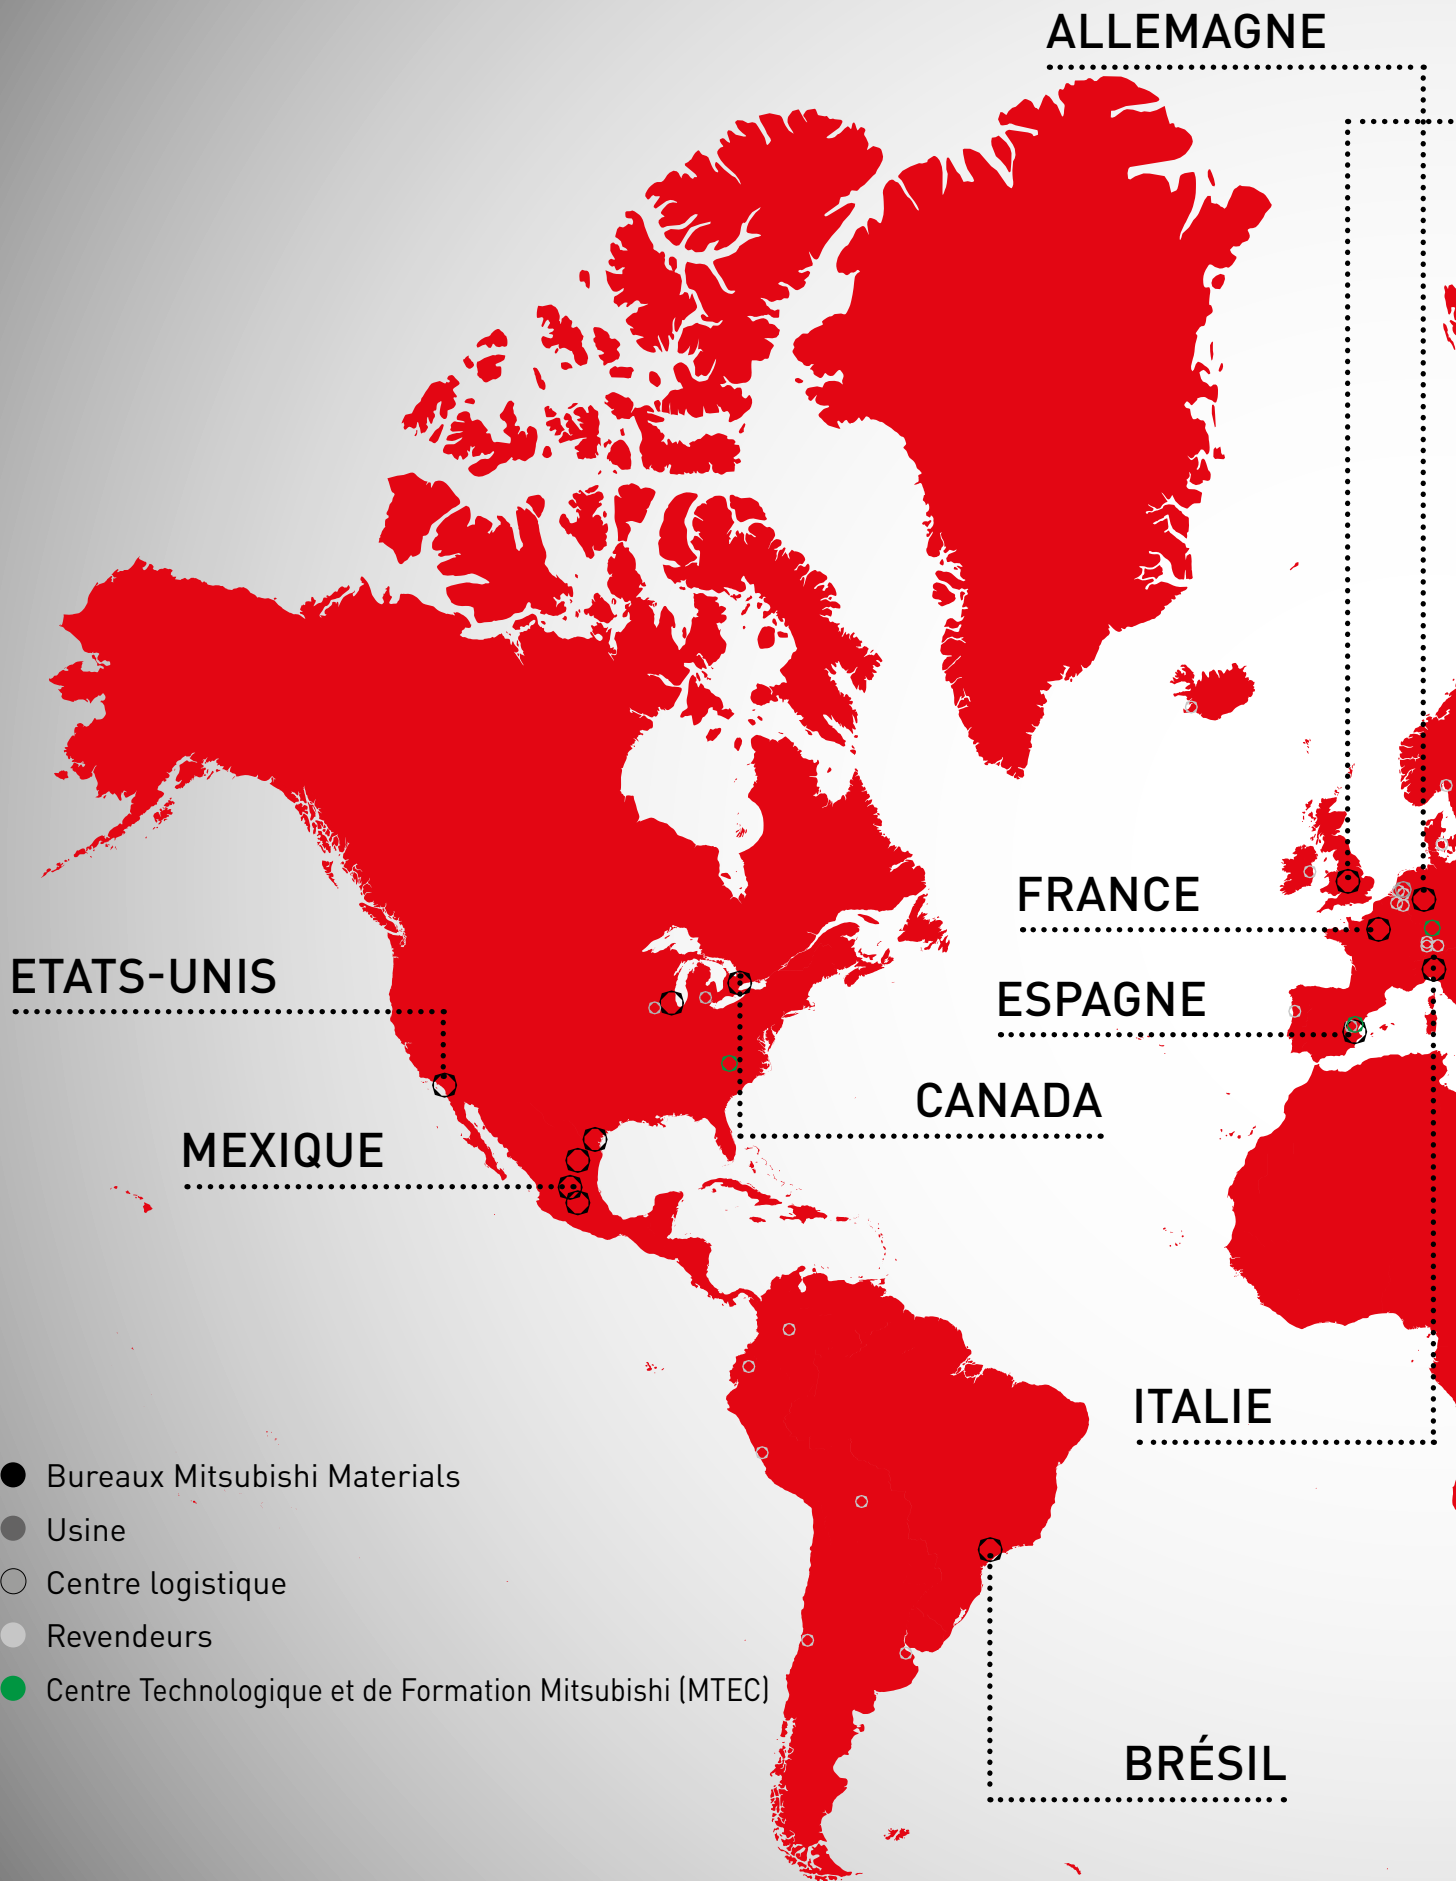 ALLEMAGNE
FRANCE
ETATS-UNIS
ESPAGNE
CANADA
MEXIQUE
ITALIE
Bureaux Mitsubishi Materials
Usine
Centre logistique
Revendeurs
Centre Technologique et de Formation Mitsubishi (MTEC)
BRÉSIL